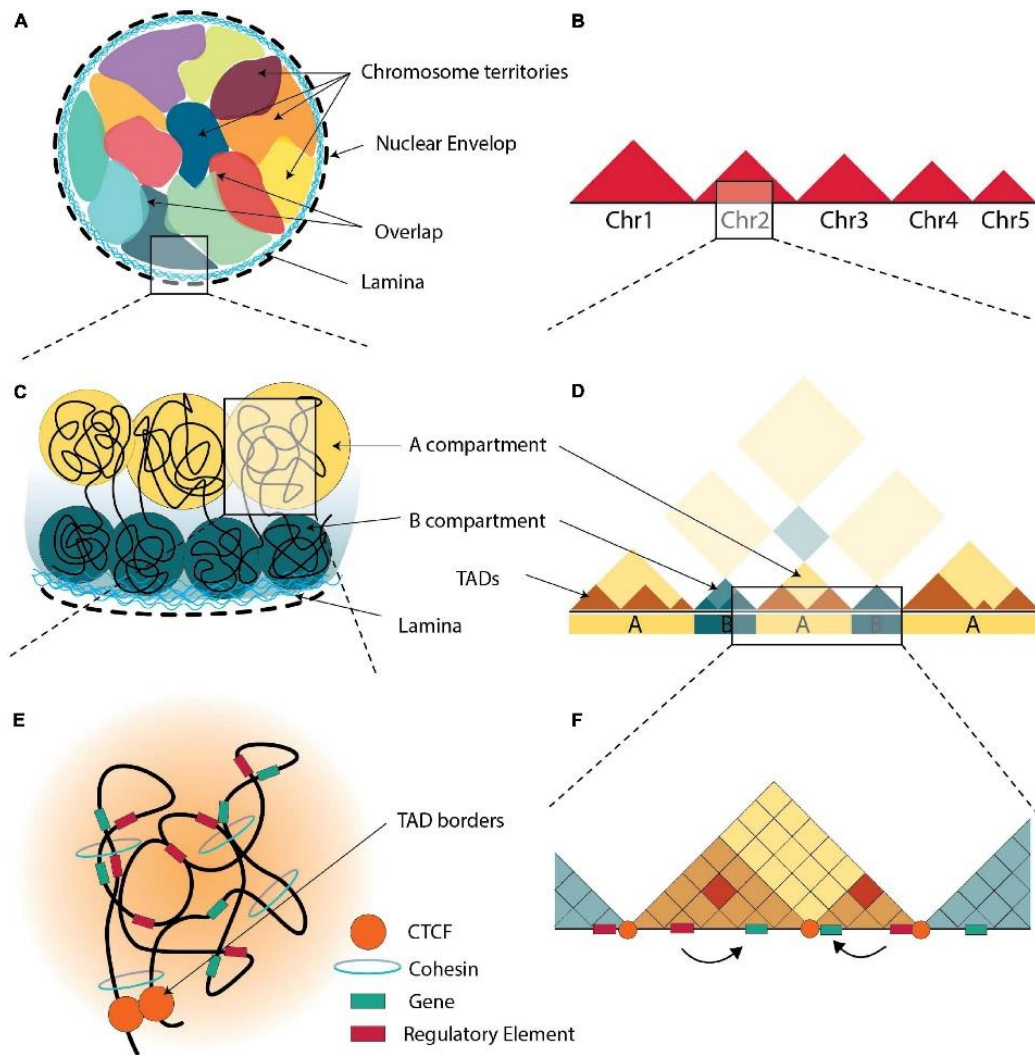 A
Chromosome territories
Nuclear Envelop
Overlap
Lamina
B
Chr1 Chr2 Chr3 Chr4 Chr5
C
A compartment
B compartment
TADs
Lamina
D
A B A B A
E
TAD borders
CTCF
Cohesin
Gene
Regulatory Element
F